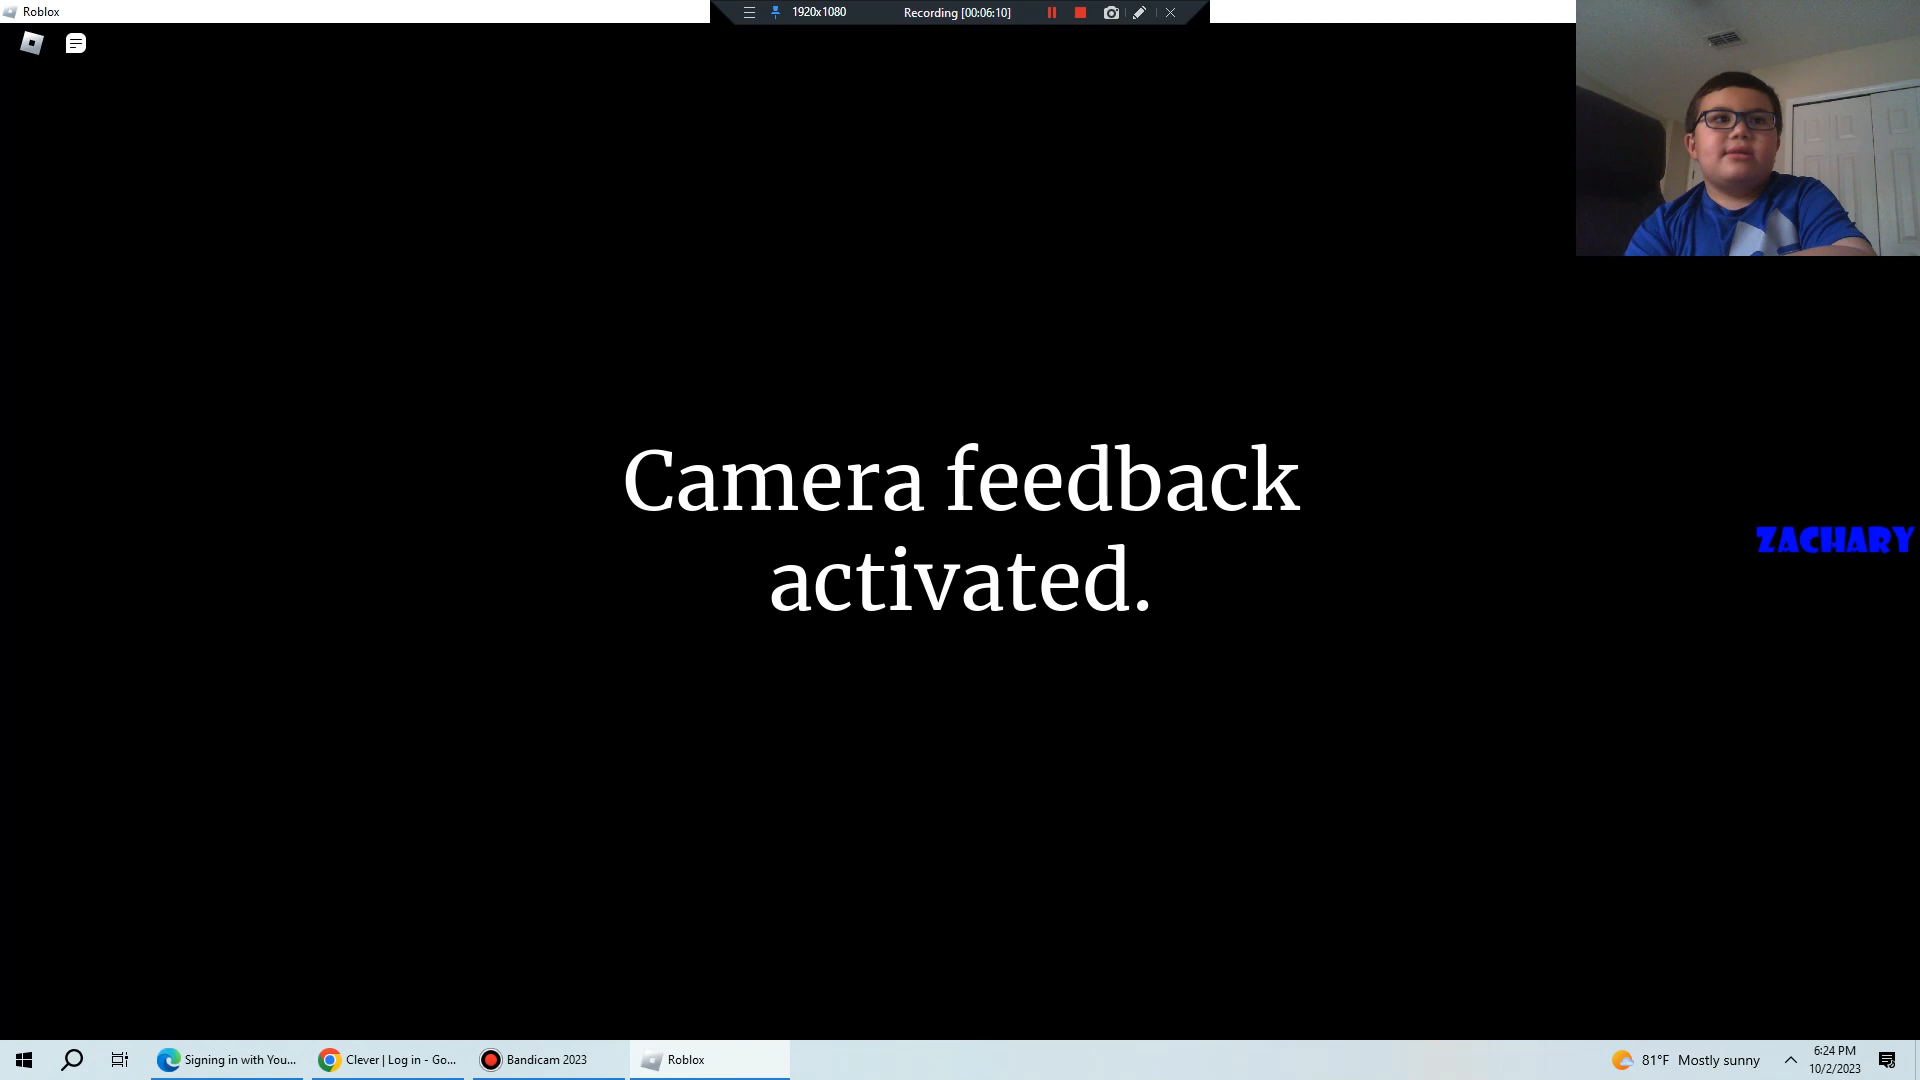 Roblox
1920x1080
Recording [00:06:10]
Camera feedback
activated.
ZACHARY
Signing in with You...
Clever | Log in - Go...
Bandicam 2023
Roblox
81°F Mostly sunny
6:24 PM
10/2/2023